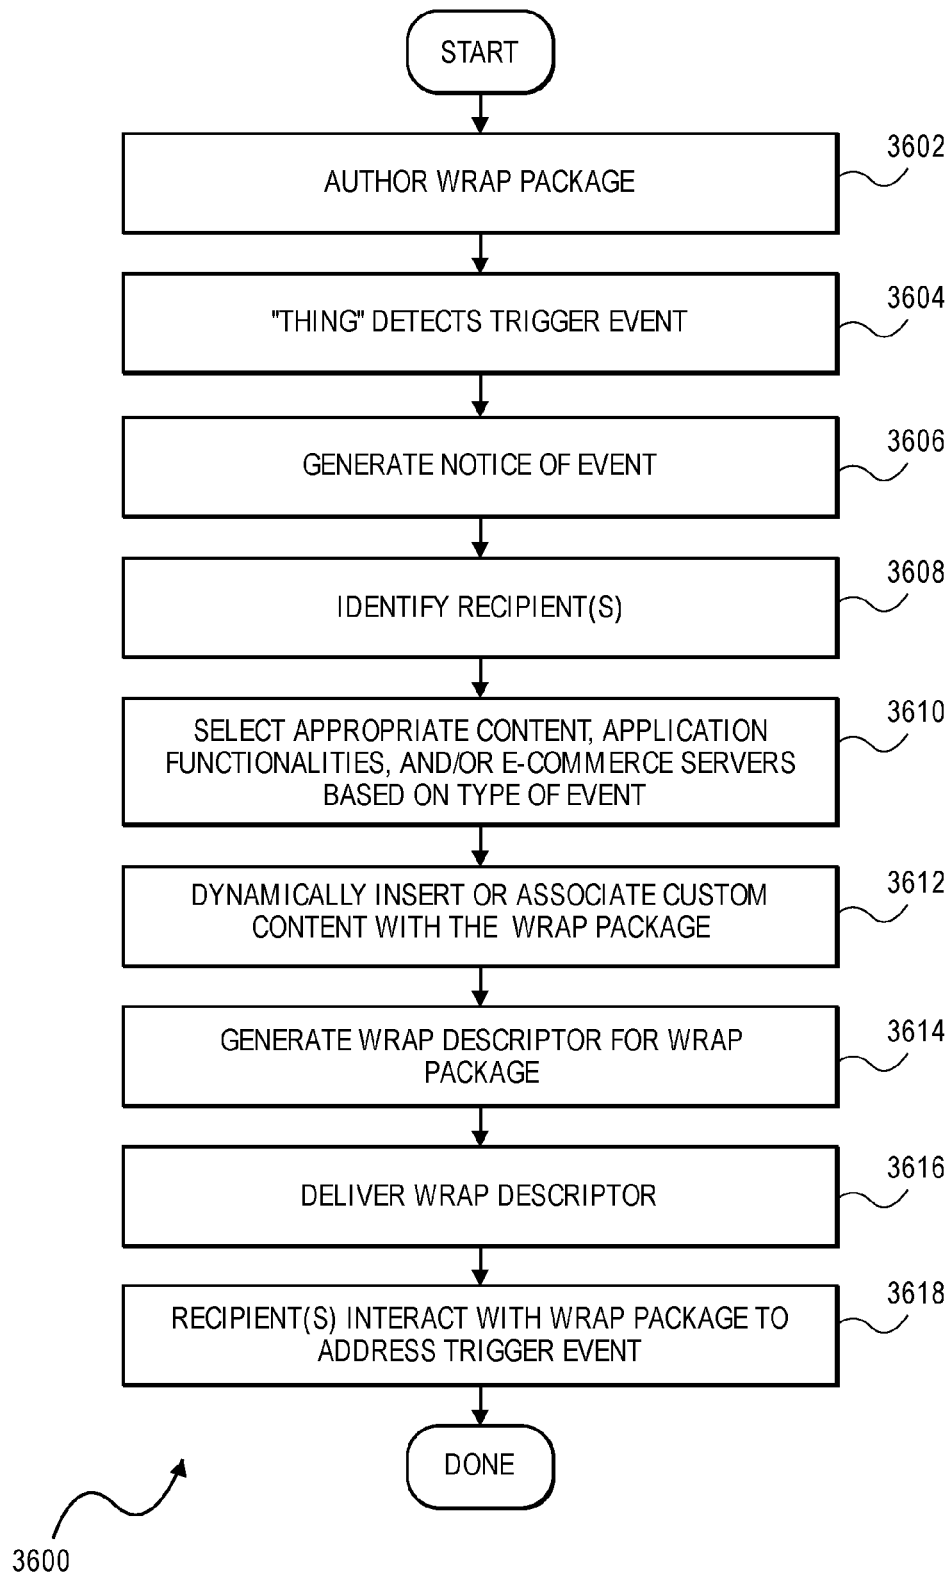 START
AUTHOR WRAP PACKAGE
3602
"THING" DETECTS TRIGGER EVENT
3604
GENERATE NOTICE OF EVENT
3606
IDENTIFY RECIPIENT(S)
3608
SELECT APPROPRIATE CONTENT, APPLICATION
FUNCTIONALITIES, AND/OR E-COMMERCE SERVERS
BASED ON TYPE OF EVENT
3610
DYNAMICALLY INSERT OR ASSOCIATE CUSTOM
CONTENT WITH THE WRAP PACKAGE
3612
GENERATE WRAP DESCRIPTOR FOR WRAP
PACKAGE
3614
DELIVER WRAP DESCRIPTOR
3616
RECIPIENT(S) INTERACT WITH WRAP PACKAGE TO
ADDRESS TRIGGER EVENT
3618
DONE
3600